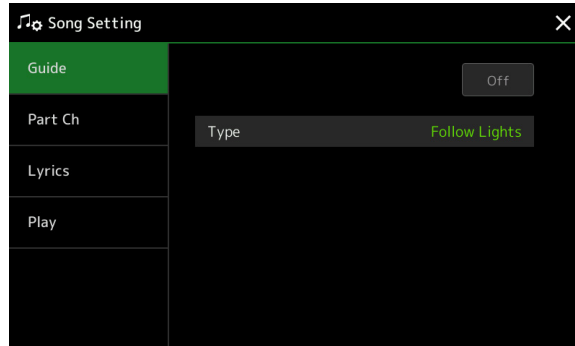 Song Setting
Guide
Off
Part Ch
Type Follow Lights
Lyrics
Play